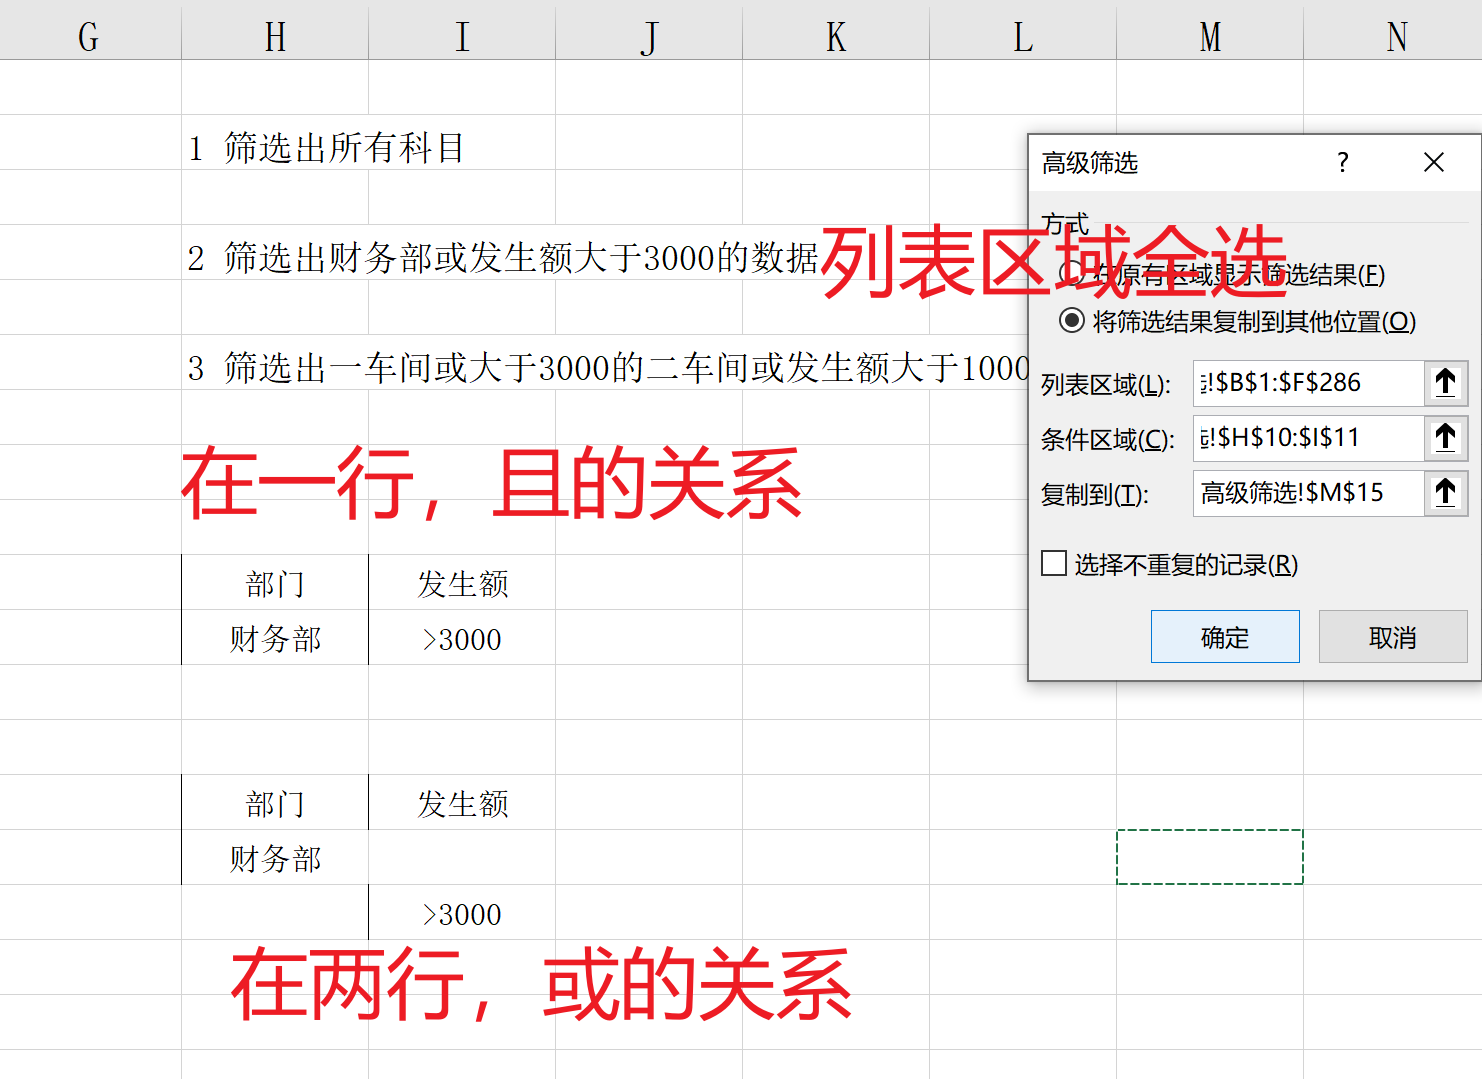 G H I J K L M N
1 筛选出所有科目
2 筛选出财务部或发生额大于3000的数据
列表区域全选
3 筛选出一车间或大于3000的二车间或发生额大于1000
在一行，且的关系
部门 发生额
财务部 >3000
部门 发生额
财务部
>3000
在两行，或的关系
高级筛选 ?
方式
在原有区域显示筛选结果(F)
将筛选结果复制到其他位置(O)
列表区域(L): !$B$1:$F$286
条件区域(C): !$H$10:$I$11
复制到(T): 高级筛选!$M$15
选择不重复的记录(R)
确定 取消